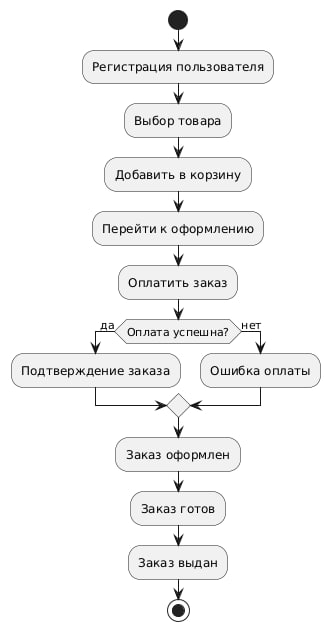 Регистрация пользователя
Выбор товара
Добавить в корзину
Перейти к оформлению
Оплатить заказ
Оплата успешна?
да
нет
Подтверждение заказа
Ошибка оплаты
Заказ оформлен
Заказ готов
Заказ выдан